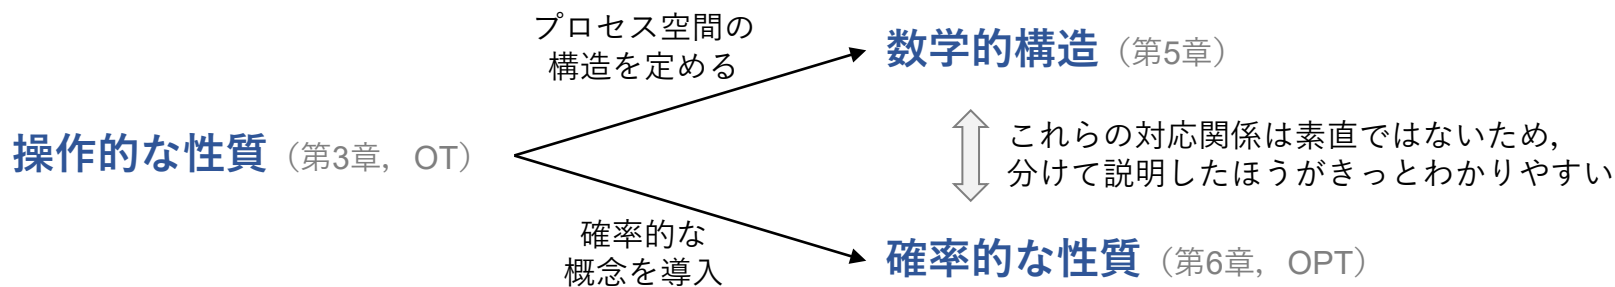 プロセス空間の
構造を定める
数学的構造（第5章）
操作的な性質（第3章，OT）
これらの対応関係は素直ではないため，
分けて説明したほうがきっとわかりやすい
確率的な
概念を導入
確率的な性質（第6章，OPT）